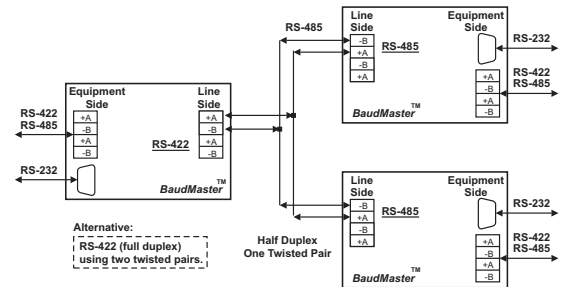 RS-485
Line
Side
Equipment
Side
-B
+A
-B
+A
RS-485
RS-232
+A
-B
+A
-B
RS-422
RS-485
BaudMaster™
Equipment
Side
Line
Side
RS-422
RS-485
+A
-B
+A
-B
+A
-B
+A
-B
RS-422
RS-232
BaudMaster™
Line
Side
Equipment
Side
-B
+A
-B
+A
RS-485
RS-232
+A
-B
+A
-B
RS-422
RS-485
BaudMaster™
Half Duplex
One Twisted Pair
Alternative:
RS-422 (full duplex)
using two twisted pairs.